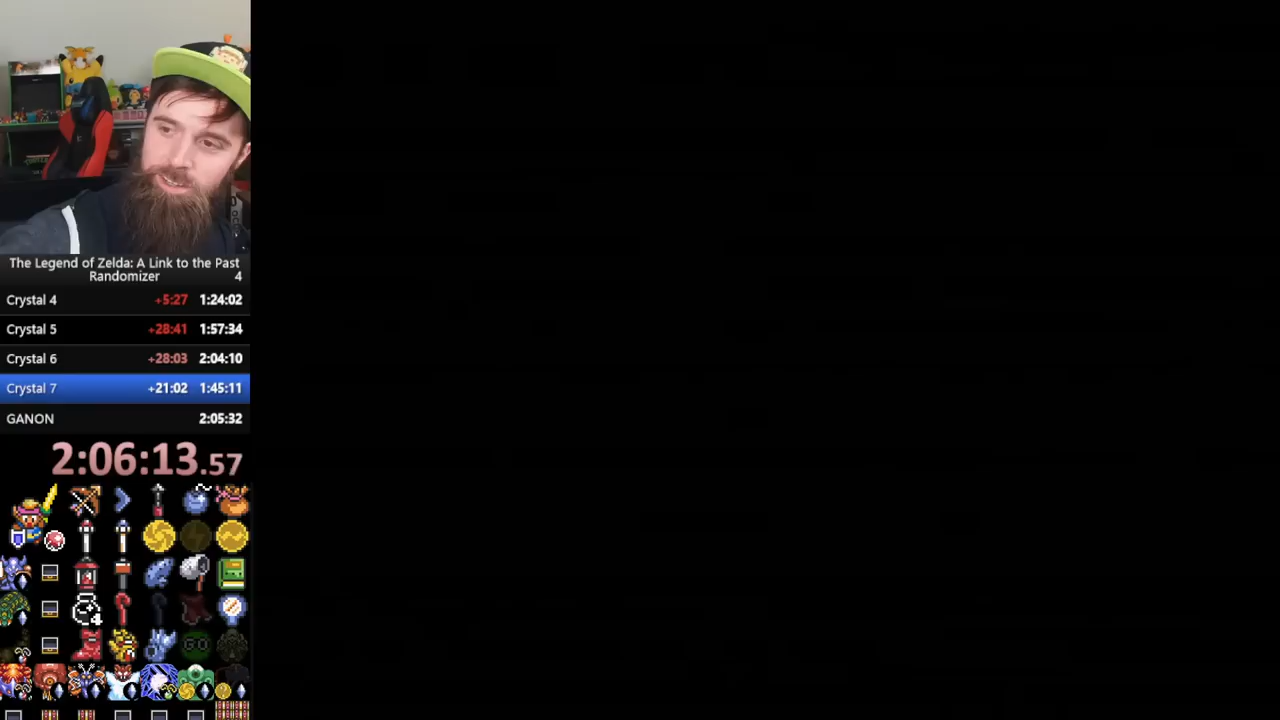 The Legend of Zelda: A Link to the Past
Randomizer 4
Crystal 4 +5:27 1:24:02
Crystal 5 +28:41 1:57:34
Crystal 6 +28:03 2:04:10
Crystal 7 +21:02 1:45:11
GANON 2:05:32
2:06:13.57
4
GO